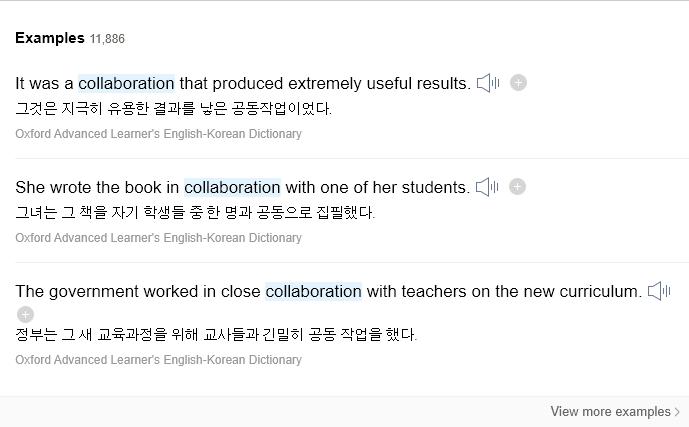 Examples 11,886
It was a collaboration that produced extremely useful results.
그것은 지극히 유용한 결과를 낳은 공동작업이었다.
Oxford Advanced Learner's English-Korean Dictionary
She wrote the book in collaboration with one of her students.
그녀는 그 책을 자기 학생들 중 한 명과 공동으로 집필했다.
Oxford Advanced Learner's English-Korean Dictionary
The government worked in close collaboration with teachers on the new curriculum.
정부는 그 새 교육과정을 위해 교사들과 긴밀히 공동 작업을 했다.
Oxford Advanced Learner's English-Korean Dictionary
View more examples